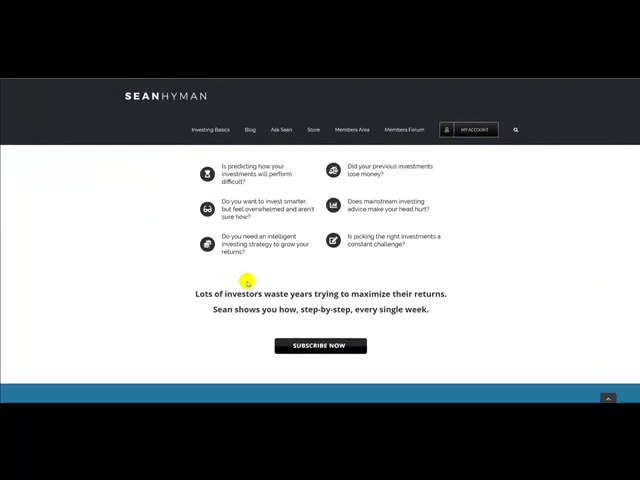 SEANHYMAN
Investing Basics Blog Ask Sean Store Members Area Members Forum MY ACCOUNT
Is predicting how your
investments will perform
difficult?
Did your previous investments
lose money?
Do you want to invest smarter,
but feel overwhelmed and aren't
sure how?
Does mainstream investing
advice make your head hurt?
Do you need an intelligent
investing strategy to grow your
returns?
Is picking the right investments a
constant challenge?
Lots of investors waste years trying to maximize their returns.
Sean shows you how, step-by-step, every single week.
SUBSCRIBE NOW